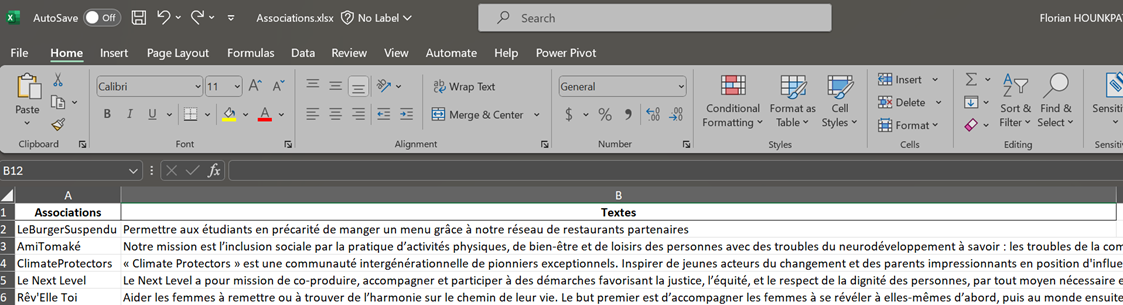 AutoSave Off Associations.xlsx No Label Search Florian HOUNKPAT
File Home Insert Page Layout Formulas Data Review View Automate Help Power Pivot
Paste
Clipboard
Calibri 11 A A
B I U A
Font
ab Wrap Text
Merge & Center
Alignment
General
$ % 9
Number
Conditional Formatting
Format as Table
Cell Styles
Styles
Insert
Delete
Format
Cells
Sort & Filter
Find & Select
Editing
Sensitiv
Sensitiv
B12 fx
A B
1 Associations Textes
2 LeBurgerSuspendu Permettre aux étudiants en précarité de manger un menu grâce à notre réseau de restaurants partenaires
3 AmiTomaké Notre mission est l'inclusion sociale par la pratique d'activités physiques, de bien-être et de loisirs des personnes avec des troubles du neurodéveloppement à savoir : les troubles de la com
4 ClimateProtectors « Climate Protectors » est une communauté intergénérationnelle de pionniers exceptionnels. Inspirer de jeunes acteurs du changement et des parents impressionnants en position d'influe
5 Le Next Level Le Next Level a pour mission de co-produire, accompagner et participer à des démarches favorisant la justice, l'équité, et le respect de la dignité des personnes, par tout moyen nécessaire e
6 Rêv'Elle Toi Aider les femmes à remettre ou à trouver de l'harmonie sur le chemin de leur vie. Le but premier est d'accompagner les femmes à se révéler à elles-mêmes d'abord, puis au monde ensuite